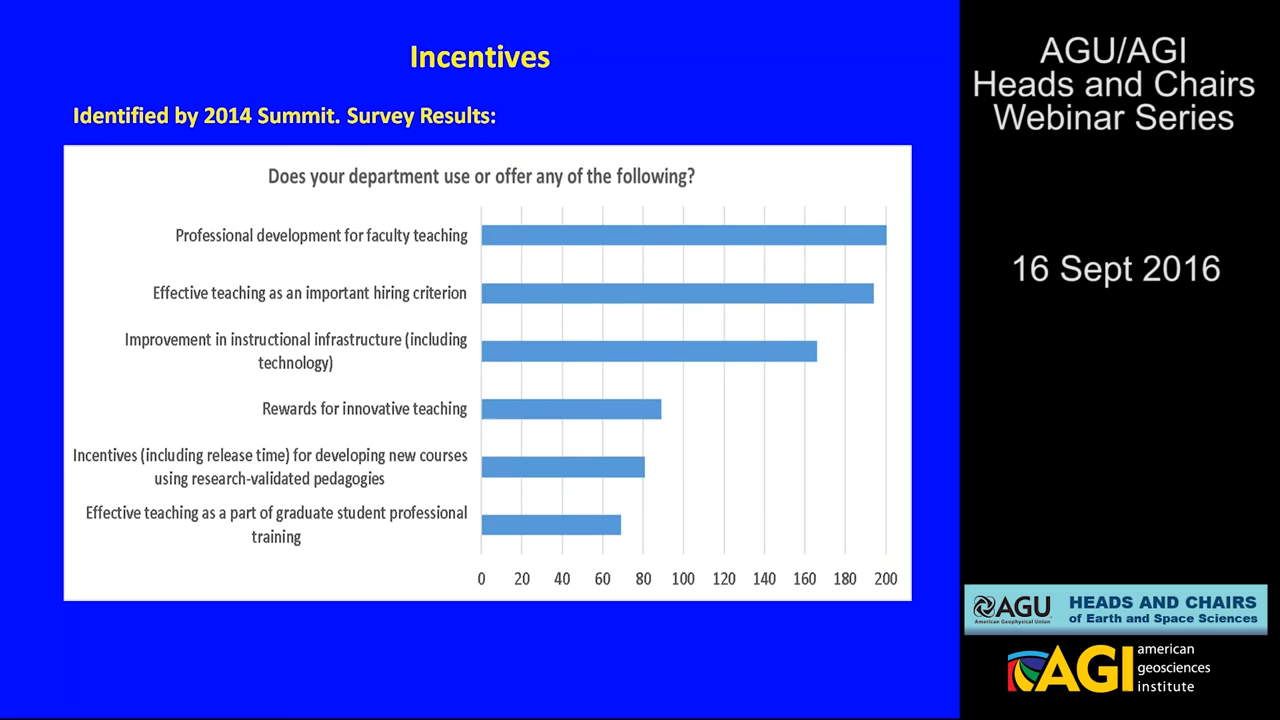 Incentives
Identified by 2014 Summit. Survey Results:
Does your department use or offer any of the following?
Professional development for faculty teaching
Effective teaching as an important hiring criterion
Improvement in instructional infrastructure (including
technology)
Rewards for innovative teaching
Incentives (including release time) for developing new courses
using research-validated pedagogies
Effective teaching as a part of graduate student professional
training
0 20 40 60 80 100 120 140 160 180 200
AGU/AGI
Heads and Chairs
Webinar Series
16 Sept 2016
AGU
American Geophysical Union
HEADS AND CHAIRS
of Earth and Space Sciences
AGI
american
geosciences
institute